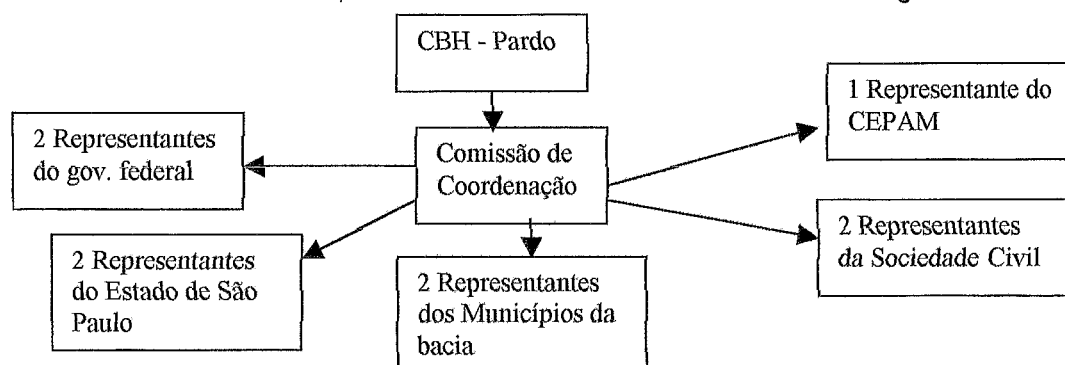 CBH - Pardo
1 Representante do
CEPAM
2 Representantes
do gov. federal
Comissão de
Coordenação
2 Representantes
da Sociedade Civil
2 Representantes
do Estado de São
Paulo
2 Representantes
dos Municípios da
bacia